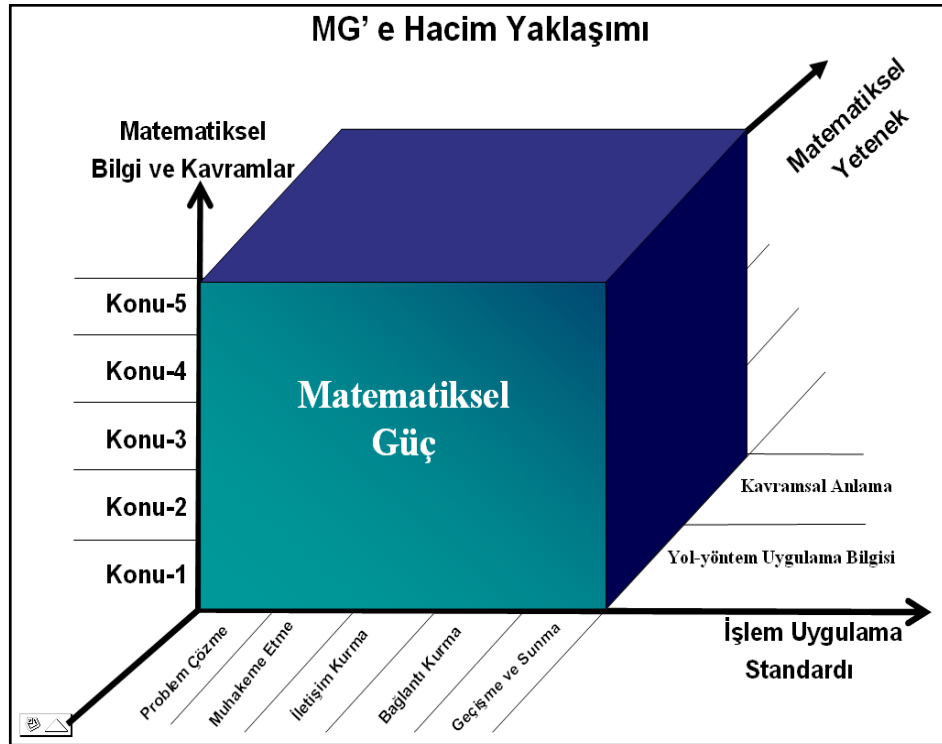 MG' e Hacim Yaklaşımı
Matematiksel
Bilgi ve Kavramlar
Matematiksel
Yetenek
Konu-5
Konu-4
Konu-3
Konu-2
Konu-1
Matematiksel
Güç
Kavramsal Anlama
Yol-yöntem Uygulama Bilgisi
İşlem Uygulama
Standardı
Problem Çözme
Muhakeme Etme
İletişim Kurma
Bağlantı Kurma
Geçişme ve Sunma